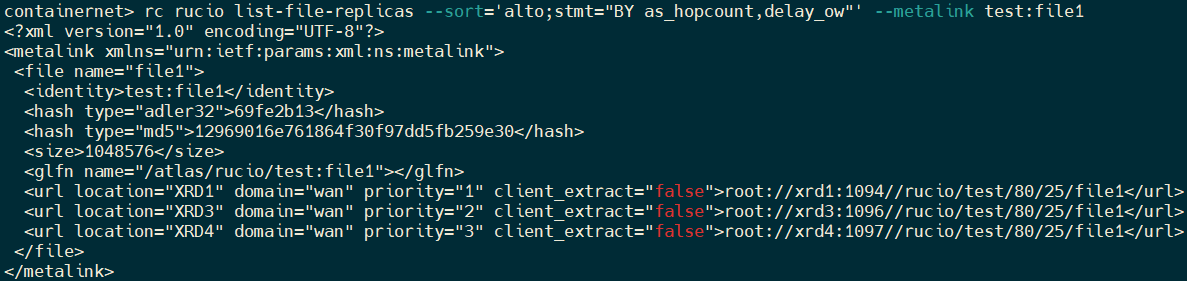 containernet> rc rucio list-file-replicas --sort='alto;stmt="BY as_hopcount,delay_ow"' --metalink test:file1
<?xml version="1.0" encoding="UTF-8"?>
<metalink xmlns="urn:ietf:params:xml:ns:metalink">
 <file name="file1">
  <identity>test:file1</identity>
  <hash type="adler32">69fe2b13</hash>
  <hash type="md5">12969016e761864f30f97dd5fb259e30</hash>
  <size>1048576</size>
  <glfn name="/atlas/rucio/test:file1"></glfn>
  <url location="XRD1" domain="wan" priority="1" client_extract="false">root://xrd1:1094//rucio/test/80/25/file1</url>
  <url location="XRD3" domain="wan" priority="2" client_extract="false">root://xrd3:1096//rucio/test/80/25/file1</url>
  <url location="XRD4" domain="wan" priority="3" client_extract="false">root://xrd4:1097//rucio/test/80/25/file1</url>
 </file>
</metalink>